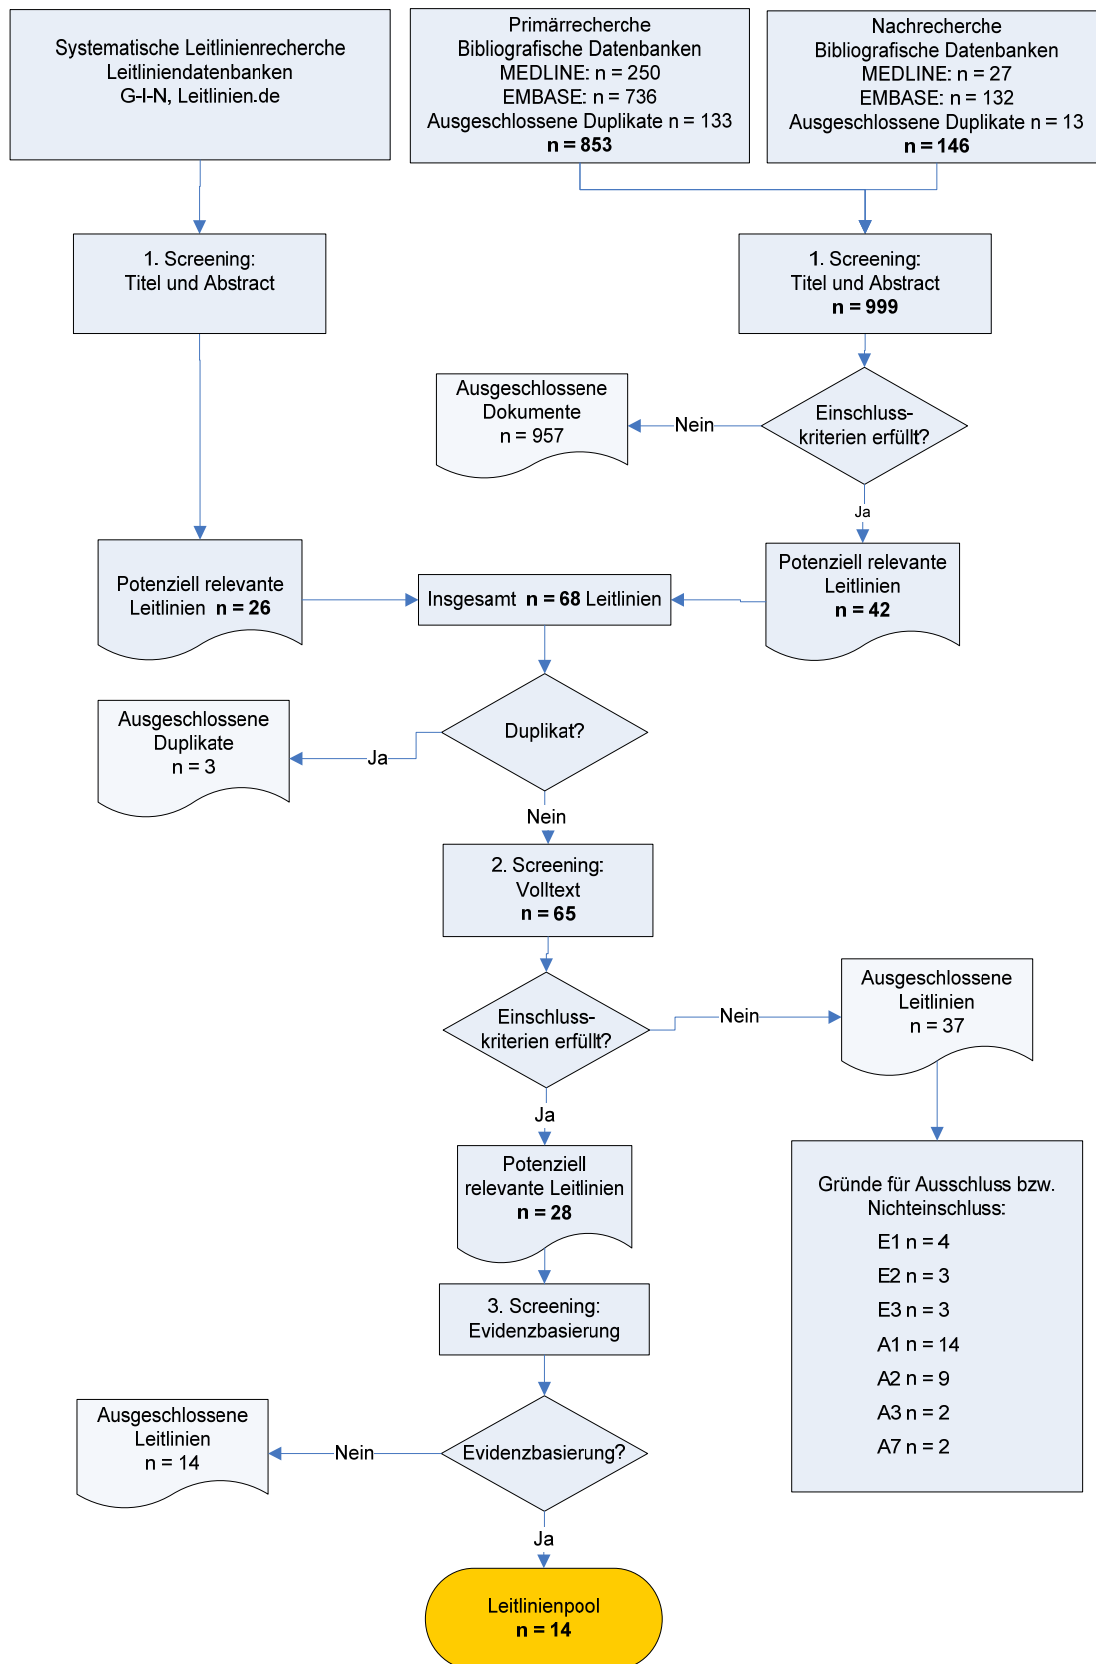 Systematische Leitlinienrecherche
Leitliniendatenbanken
G-I-N, Leitlinien.de
Primärrecherche
Bibliografische Datenbanken
MEDLINE: n = 250
EMBASE: n = 736
Ausgeschlossene Duplikate n = 133
n = 853
Nachrecherche
Bibliografische Datenbanken
MEDLINE: n = 27
EMBASE: n = 132
Ausgeschlossene Duplikate n = 13
n = 146
1. Screening:
Titel und Abstract
1. Screening:
Titel und Abstract
n = 999
Ausgeschlossene
Dokumente
n = 957
Nein
Einschluss-
kriterien erfüllt?
Ja
Potenziell relevante
Leitlinien n = 26
Insgesamt n = 68 Leitlinien
Potenziell relevante
Leitlinien
n = 42
Duplikat?
Ausgeschlossene
Duplikate
n = 3
Ja
Nein
2. Screening:
Volltext
n = 65
Einschluss-
kriterien erfüllt?
Nein
Ausgeschlossene
Leitlinien
n = 37
Ja
Potenziell
relevante Leitlinien
n = 28
Gründe für Ausschluss bzw.
Nichteinschluss:
E1 n = 4
E2 n = 3
E3 n = 3
A1 n = 14
A2 n = 9
A3 n = 2
A7 n = 2
3. Screening:
Evidenzbasierung
Ausgeschlossene
Leitlinien
n = 14
Nein
Evidenzbasierung?
Ja
Leitlinienpool
n = 14